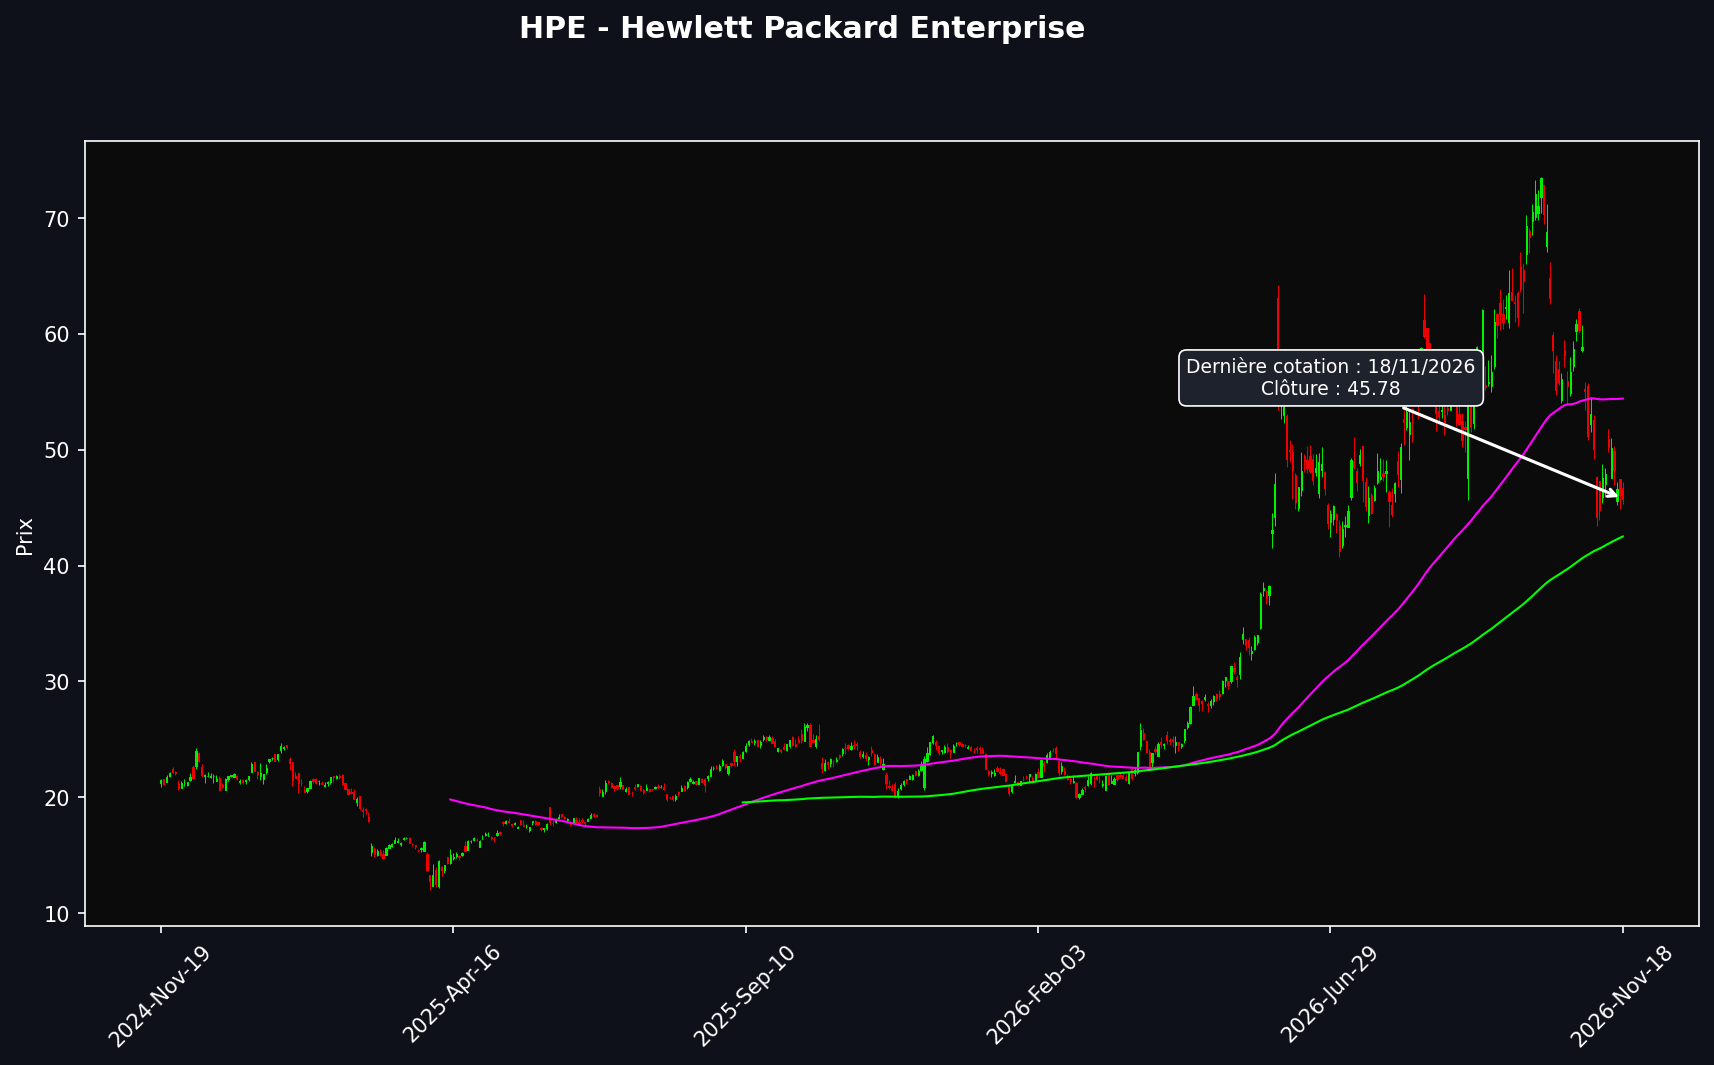 HPE - Hewlett Packard Enterprise
Prix
70
60
50
40
30
20
10
Dernière cotation : 18/11/2026
Clôture : 45.78
2024-Nov-19
2025-Apr-16
2025-Sep-10
2026-Feb-03
2026-Jun-29
2026-Nov-18